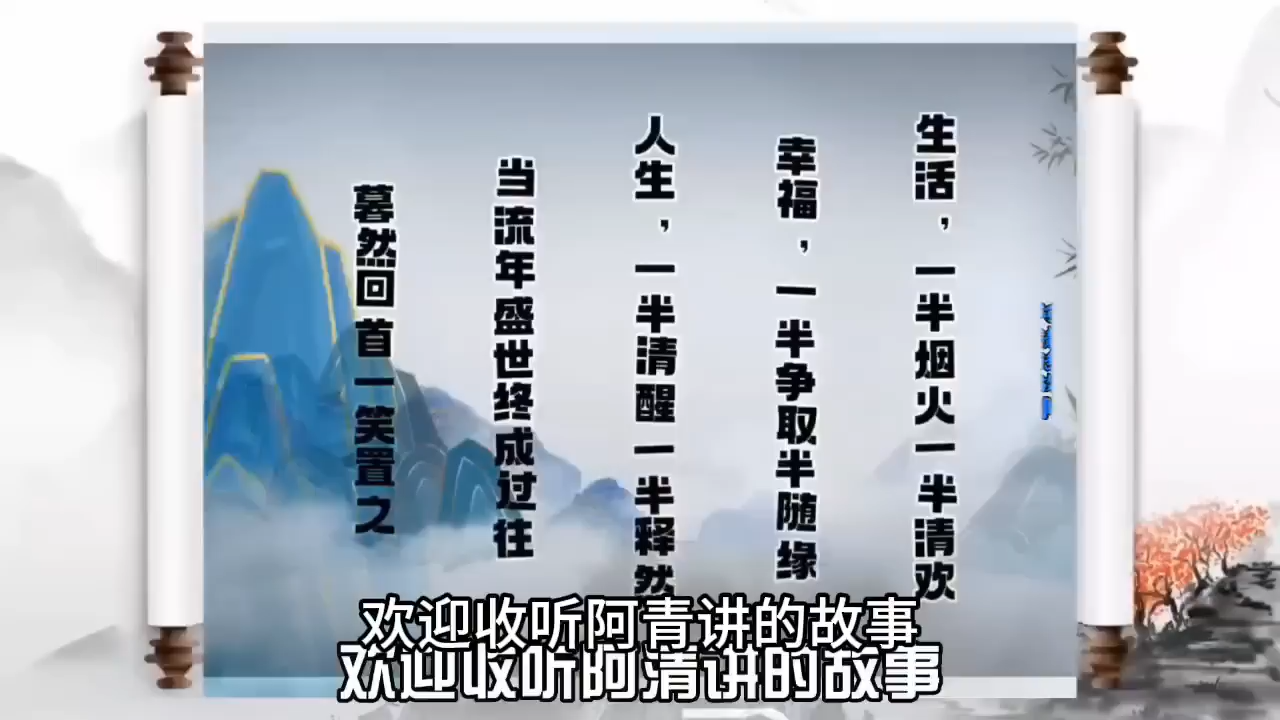 生活，一半烟火一半清欢
幸福，一半争取半随缘
人生，一半清醒一半释然
当流年盛世终成过往
暮然回首一笑置之
欢迎收听阿青讲的故事
欢迎收听阿清讲的故事